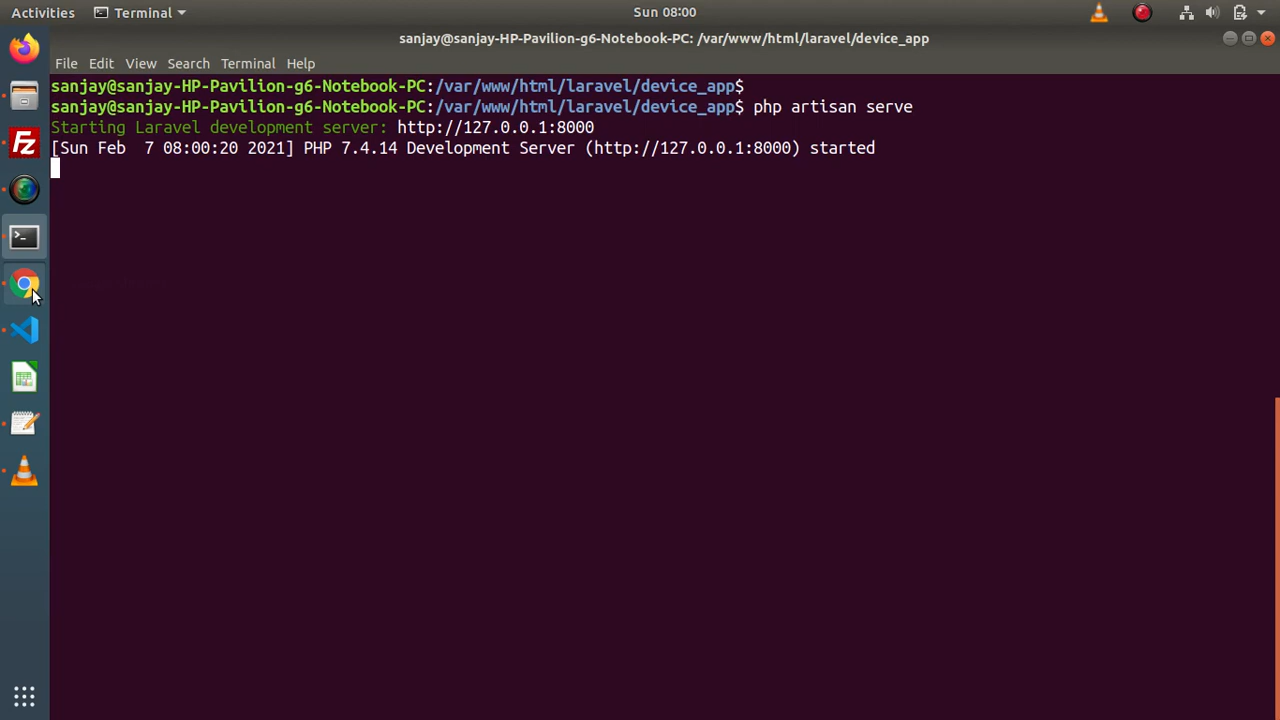 Activities Terminal Sun 08:00
sanjay@sanjay-HP-Pavilion-g6-Notebook-PC: /var/www/html/laravel/device_app
File Edit View Search Terminal Help
sanjay@sanjay-HP-Pavilion-g6-Notebook-PC:/var/www/html/laravel/device_app$
sanjay@sanjay-HP-Pavilion-g6-Notebook-PC:/var/www/html/laravel/device_app$ php artisan serve
Starting Laravel development server: http://127.0.0.1:8000
[Sun Feb  7 08:00:20 2021] PHP 7.4.14 Development Server (http://127.0.0.1:8000) started